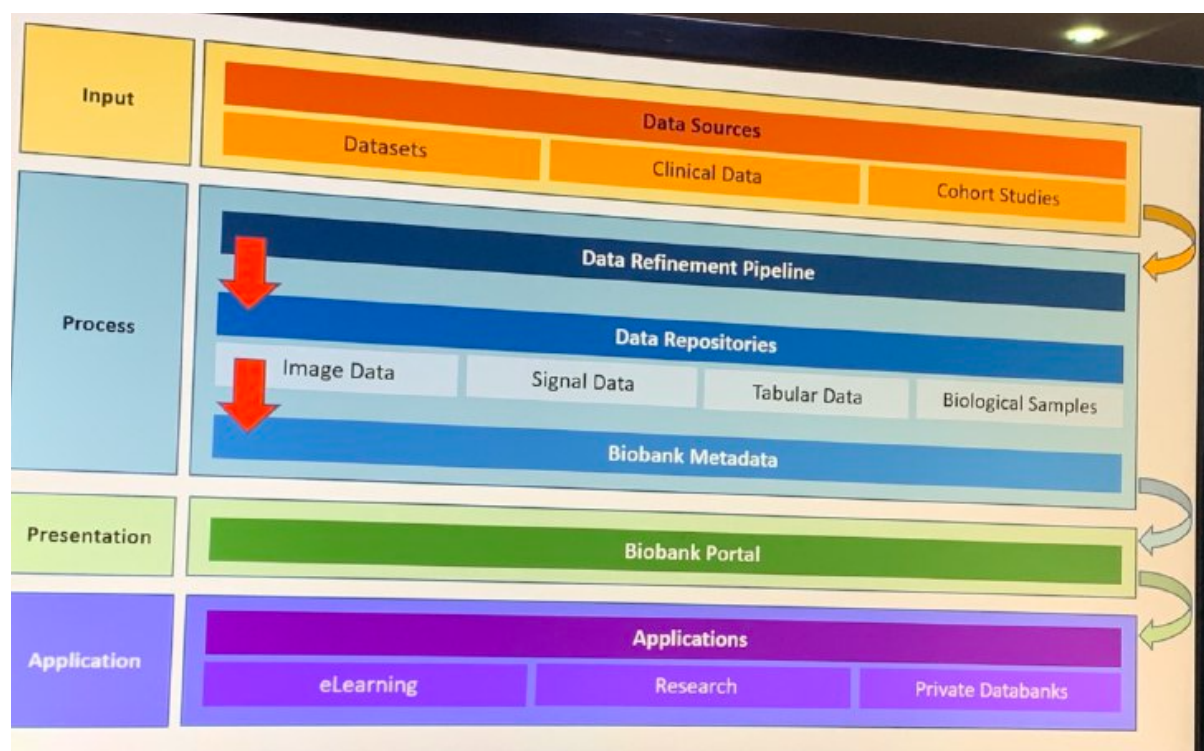 Input
Data Sources
Datasets
Clinical Data
Cohort Studies
Process
Data Refinement Pipeline
Data Repositories
Image Data
Signal Data
Tabular Data
Biological Samples
Biobank Metadata
Presentation
Biobank Portal
Application
Applications
eLearning
Research
Private Databanks